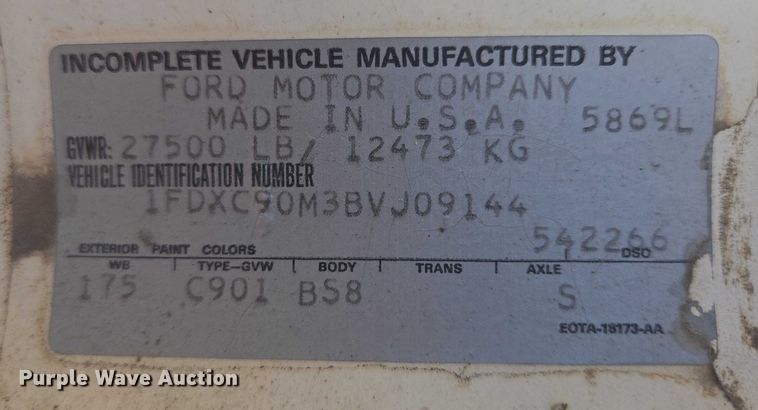 INCOMPLETE VEHICLE MANUFACTURED BY
FORD MOTOR COMPANY
MADE IN U.S.A. 5869L
GVWR: 27500 LB/ 12473 KG
VEHICLE IDENTIFICATION NUMBER
1FDXC90M3BVJ09144
542266
EXTERIOR PAINT COLORS DSO
WB TYPE-GVW BODY TRANS AXLE
175 C901 BS8 S
EOTA-18173-AA
Purple Wave Auction